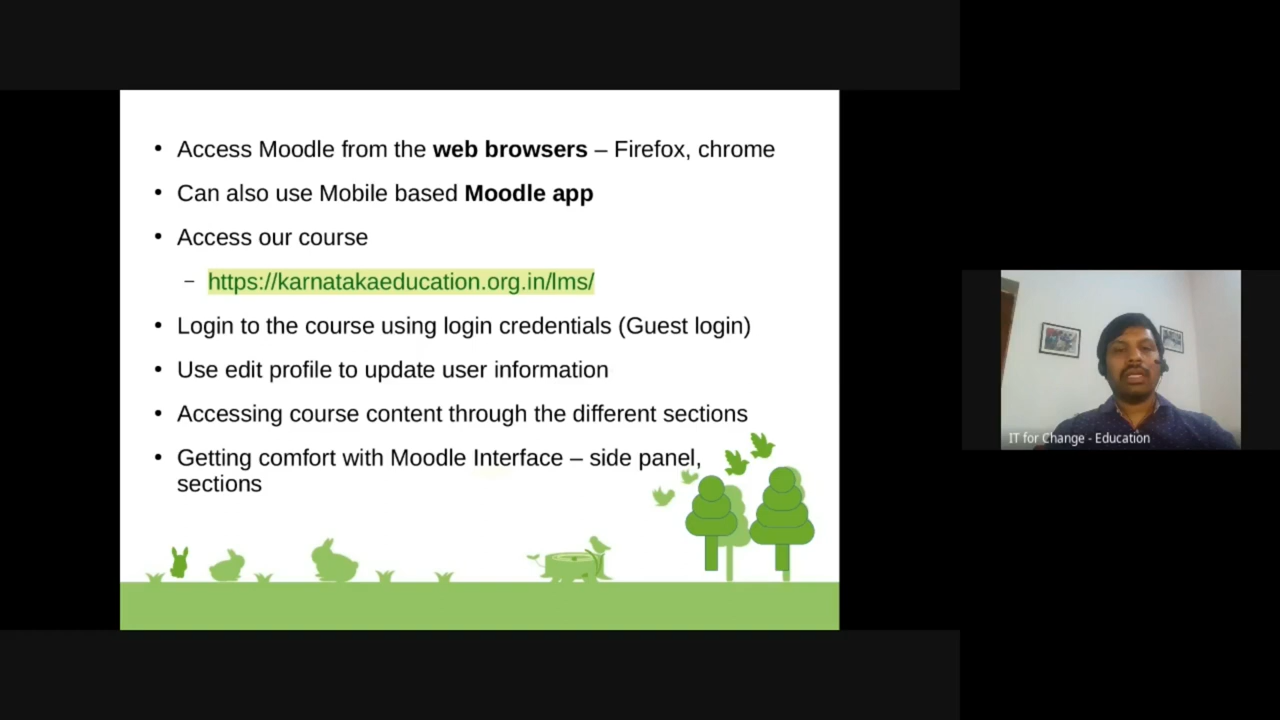 • Access Moodle from the web browsers – Firefox, chrome
• Can also use Mobile based Moodle app
• Access our course
– https://karnatakaeducation.org.in/lms/
• Login to the course using login credentials (Guest login)
• Use edit profile to update user information
• Accessing course content through the different sections
• Getting comfort with Moodle Interface – side panel,
sections
IT for Change - Education